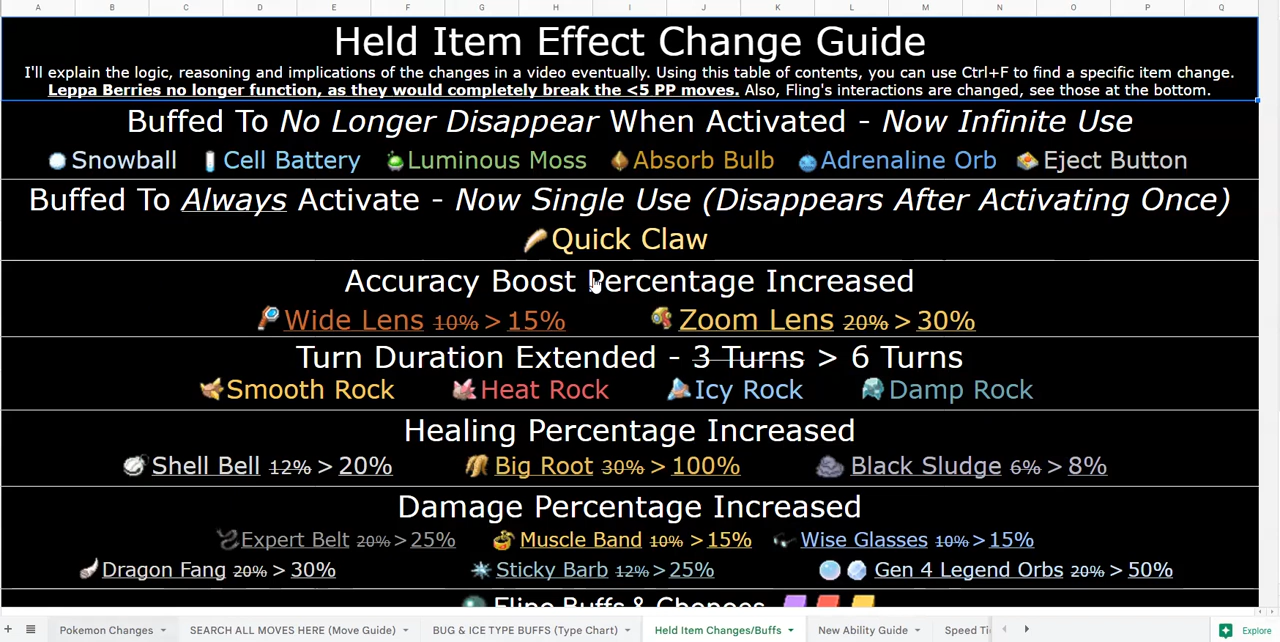 A B C D E F G H I J K L M N O P Q
Held Item Effect Change Guide
I'll explain the logic, reasoning and implications of the changes in a video eventually. Using this table of contents, you can use Ctrl+F to find a specific item change.
Leppa Berries no longer function, as they would completely break the <5 PP moves. Also, Fling's interactions are changed, see those at the bottom.
Buffed To No Longer Disappear When Activated - Now Infinite Use
Snowball Cell Battery Luminous Moss Absorb Bulb Adrenaline Orb Eject Button
Buffed To Always Activate - Now Single Use (Disappears After Activating Once)
Quick Claw
Accuracy Boost Percentage Increased
Wide Lens 10% > 15% Zoom Lens 20% > 30%
Turn Duration Extended - 3 Turns > 6 Turns
Smooth Rock Heat Rock Icy Rock Damp Rock
Healing Percentage Increased
Shell Bell 12% > 20% Big Root 30% > 100% Black Sludge 6% > 8%
Damage Percentage Increased
Expert Belt 20% > 25% Muscle Band 10% > 15% Wise Glasses 10% > 15%
Dragon Fang 20% > 30% Sticky Barb 12% > 25% Gen 4 Legend Orbs 20% > 50%
Fling Buffs & Changes
Pokemon Changes SEARCH ALL MOVES HERE (Move Guide) BUG & ICE TYPE BUFFS (Type Chart) Held Item Changes/Buffs New Ability Guide Speed Ti Explore